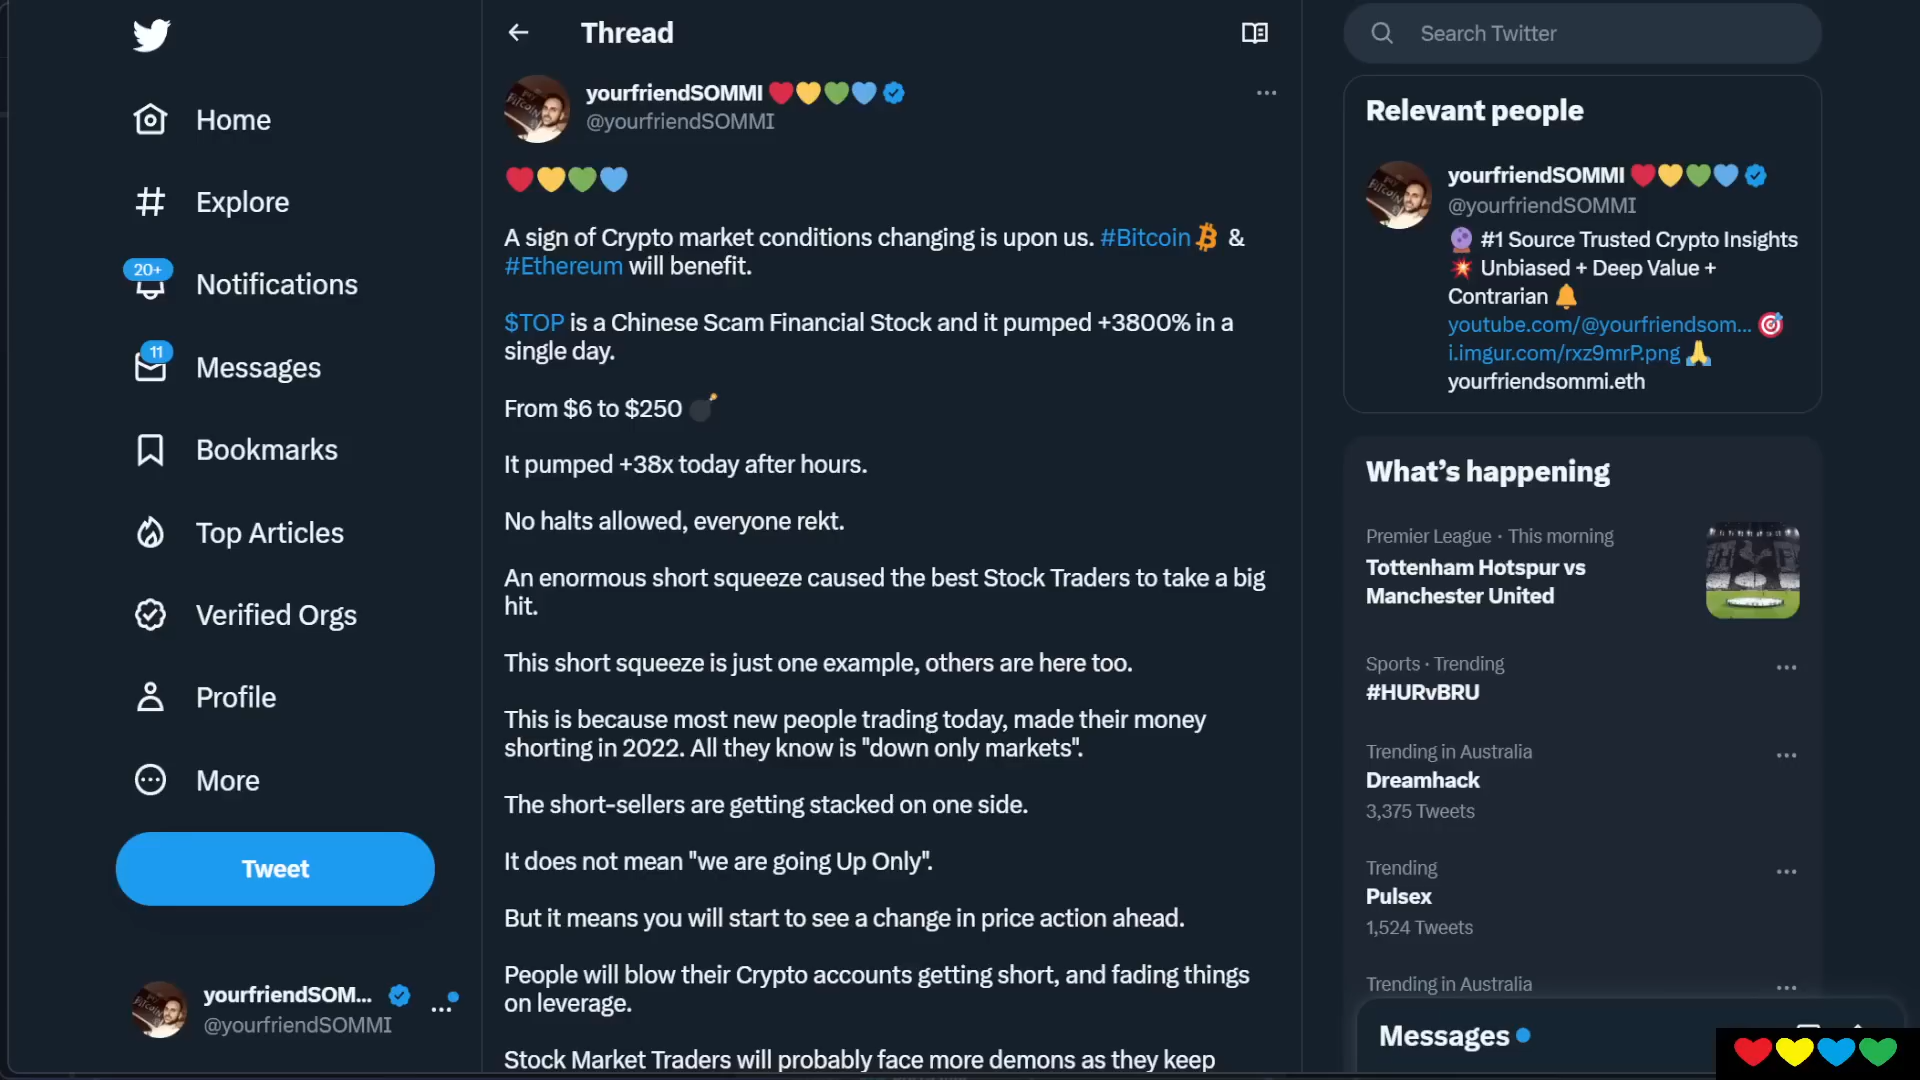 Home
Explore
20+
Notifications
11
Messages
Bookmarks
Top Articles
Verified Orgs
Profile
More
Tweet
yourfriendSOM...
@yourfriendSOMMI
Thread
yourfriendSOMMI ❤️💛💚💙
@yourfriendSOMMI
❤️💛💚💙
A sign of Crypto market conditions changing is upon us. #Bitcoin &
#Ethereum will benefit.
$TOP is a Chinese Scam Financial Stock and it pumped +3800% in a
single day.
From $6 to $250 💣
It pumped +38x today after hours.
No halts allowed, everyone rekt.
An enormous short squeeze caused the best Stock Traders to take a big
hit.
This short squeeze is just one example, others are here too.
This is because most new people trading today, made their money
shorting in 2022. All they know is "down only markets".
The short-sellers are getting stacked on one side.
It does not mean "we are going Up Only".
But it means you will start to see a change in price action ahead.
People will blow their Crypto accounts getting short, and fading things
on leverage.
Stock Market Traders will probably face more demons as they keep
Search Twitter
Relevant people
yourfriendSOMMI ❤️💛💚💙
@yourfriendSOMMI
🔮 #1 Source Trusted Crypto Insights
💥 Unbiased + Deep Value +
Contrarian 🔔
youtube.com/@yourfriendsom... 🎯
i.imgur.com/rxz9mrP.png 🙏
yourfriendsommi.eth
What's happening
Premier League · This morning
Tottenham Hotspur vs
Manchester United
Sports · Trending
#HURvBRU
Trending in Australia
Dreamhack
3,375 Tweets
Trending
Pulsex
1,524 Tweets
Trending in Australia
Messages